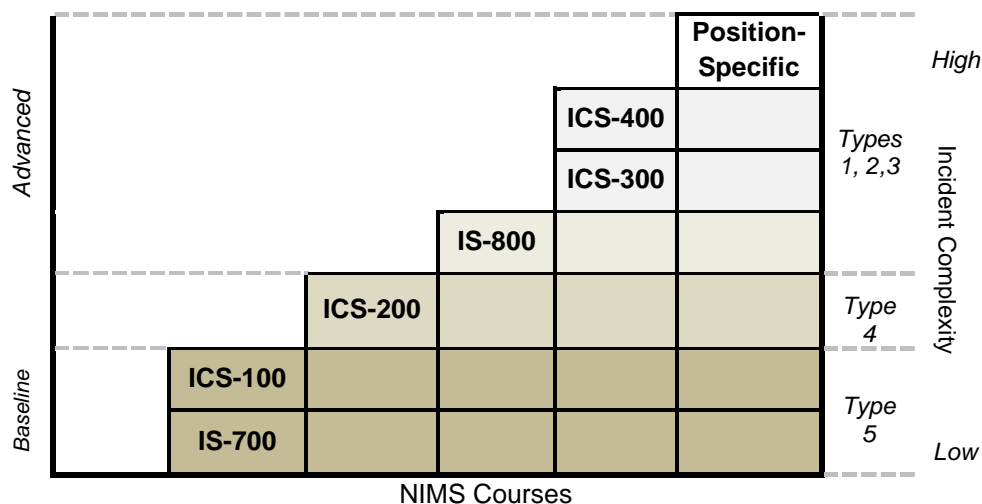 Position-
Specific
High
Advanced
ICS-400
Types
1, 2,3
ICS-300
Incident Complexity
IS-800
ICS-200
Type
4
Baseline
ICS-100
Type
5
IS-700
Low
NIMS Courses